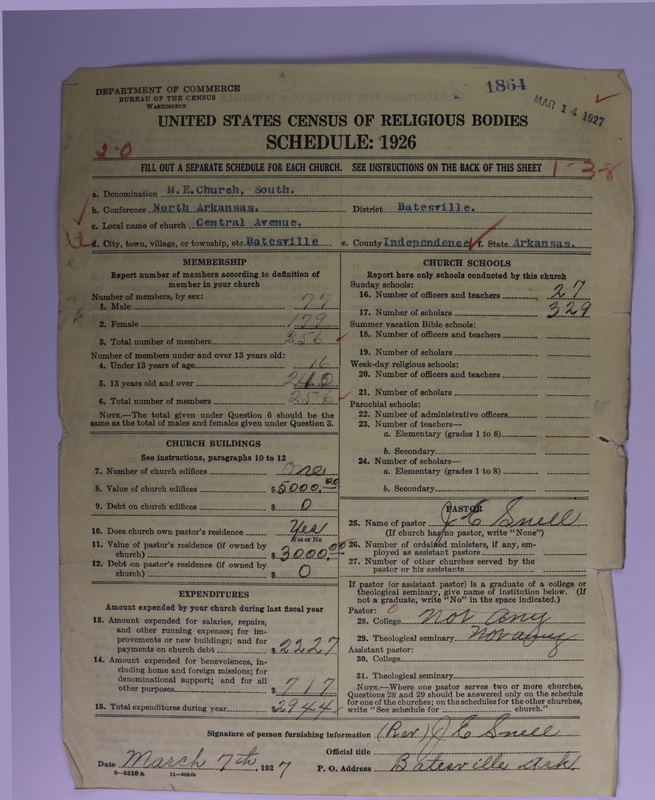 DEPARTMENT OF COMMERCE
BUREAU OF THE CENSUS
WASHINGTON
1864
MAR 14 1927
UNITED STATES CENSUS OF RELIGIOUS BODIES
SCHEDULE: 1926
2-0
FILL OUT A SEPARATE SCHEDULE FOR EACH CHURCH. SEE INSTRUCTIONS ON THE BACK OF THIS SHEET
1-3-8
a. Denomination M.E.Church, South.
b. Conference North Arkansas. District Batesville.
c. Local name of church Central Avenue.
d. City, town, village, or township, etc. Batesville e. County Independence f. State Arkansas.
MEMBERSHIP
Report number of members according to definition of
member in your church
Number of members, by sex:
1. Male 77
2. Female 179
3. Total number of members 256
Number of members under and over 13 years old:
4. Under 13 years of age 16
5. 13 years old and over 240
6. Total number of members 256
NOTE.—The total given under Question 6 should be the
same as the total of males and females given under Question 3.
CHURCH BUILDINGS
See instructions, paragraphs 10 to 12
7. Number of church edifices One
8. Value of church edifices $5000.00
9. Debt on church edifices $ 0
10. Does church own pastor's residence Yes
Yes or No
11. Value of pastor's residence (if owned by
church) $3000.00
12. Debt on pastor's residence (if owned by
church) $ 0
EXPENDITURES
Amount expended by your church during last fiscal year
13. Amount expended for salaries, repairs,
and other running expenses; for im-
provements or new buildings; and for
payments on church debt $2227
14. Amount expended for benevolences, in-
cluding home and foreign missions; for
denominational support; and for all
other purposes $717
15. Total expenditures during year $2944
CHURCH SCHOOLS
Report here only schools conducted by this church
Sunday schools:
16. Number of officers and teachers 27
17. Number of scholars 329
Summer vacation Bible schools:
18. Number of officers and teachers
19. Number of scholars
Week-day religious schools:
20. Number of officers and teachers
21. Number of scholars
Parochial schools:
22. Number of administrative officers
23. Number of teachers—
a. Elementary (grades 1 to 8)
b. Secondary
24. Number of scholars—
a. Elementary (grades 1 to 8)
b. Secondary
PASTOR
25. Name of pastor J E Snell
(If church has no pastor, write "None")
26. Number of ordained ministers, if any, em-
ployed as assistant pastors
27. Number of other churches served by the
pastor or his assistants
If pastor (or assistant pastor) is a graduate of a college or
theological seminary, give name of institution below. (If
not a graduate, write "No" in the space indicated.)
Pastor: 0
28. College Not any
29. Theological seminary Not any
Assistant pastor:
30. College
31. Theological seminary
NOTE.—Where one pastor serves two or more churches,
Questions 28 and 29 should be answered only on the schedule
for one of the churches; on the schedules for the other churches,
write "See schedule for church."
Signature of person furnishing information (Rev.) J E Snell
Official title
Date March 7th, 1927 P. O. Address Batesville Ark.